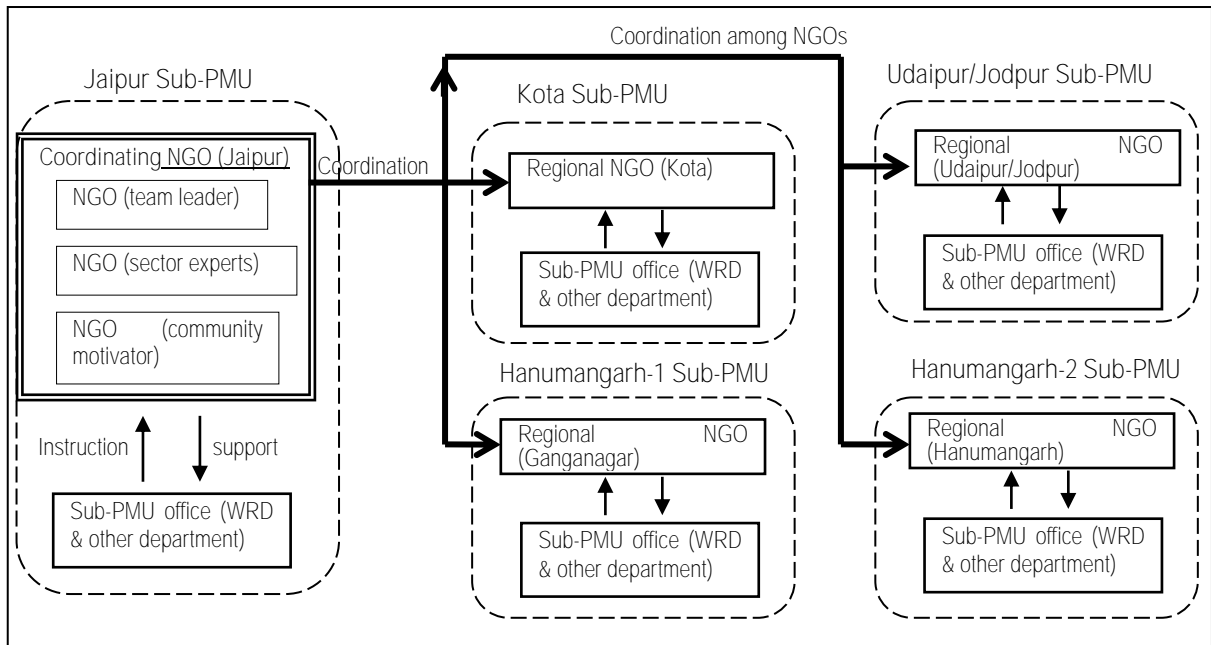 Coordination among NGOs
Jaipur Sub-PMU
Coordinating NGO (Jaipur)
NGO (team leader)
NGO (sector experts)
NGO (community
motivator)
Instruction
support
Sub-PMU office (WRD
& other department)
Coordination
Kota Sub-PMU
Regional NGO (Kota)
Sub-PMU office (WRD
& other department)
Udaipur/Jodpur Sub-PMU
Regional NGO
(Udaipur/Jodpur)
Sub-PMU office (WRD
& other department)
Hanumangarh-1 Sub-PMU
Regional NGO
(Ganganagar)
Sub-PMU office (WRD
& other department)
Hanumangarh-2 Sub-PMU
Regional NGO
(Hanumangarh)
Sub-PMU office (WRD
& other department)